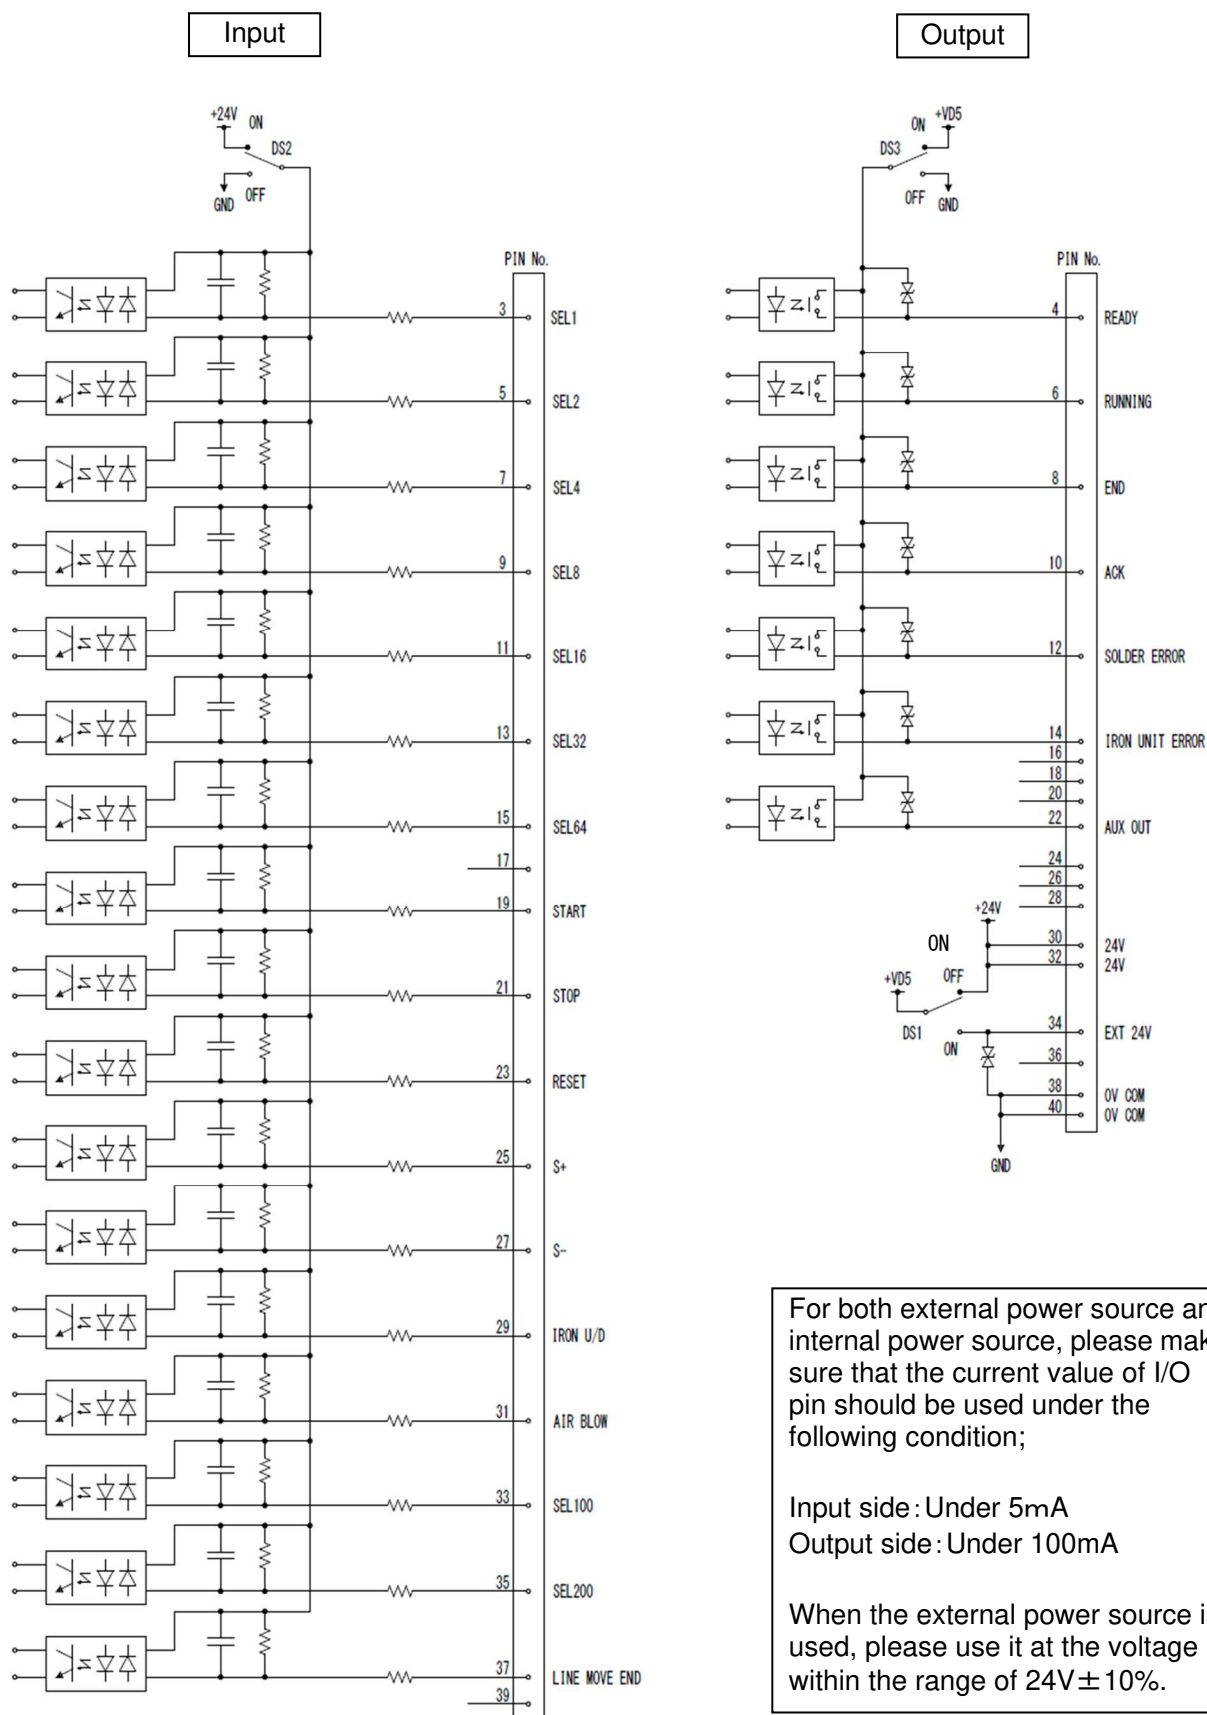 Input
+24V
ON
DS2
OFF
GND
PIN No.
3 SEL1
5 SEL2
7 SEL4
9 SEL8
11 SEL16
13 SEL32
15 SEL64
17
19 START
21 STOP
23 RESET
25 S+
27 S-
29 IRON U/D
31 AIR BLOW
33 SEL100
35 SEL200
37 LINE MOVE END
39
Output
+VD5
ON
DS3
OFF
GND
PIN No.
4 READY
6 RUNNING
8 END
10 ACK
12 SOLDER ERROR
14 IRON UNIT ERROR
16
18
20
22 AUX OUT
24
26
28
+24V
ON
30 24V
32 24V
+VD5
OFF
DS1
ON
34 EXT 24V
36
38 0V COM
40 0V COM
GND
For both external power source an
internal power source, please mak
sure that the current value of I/O
pin should be used under the
following condition;
Input side:Under 5mA
Output side:Under 100mA
When the external power source i
used, please use it at the voltage
within the range of 24V±10%.